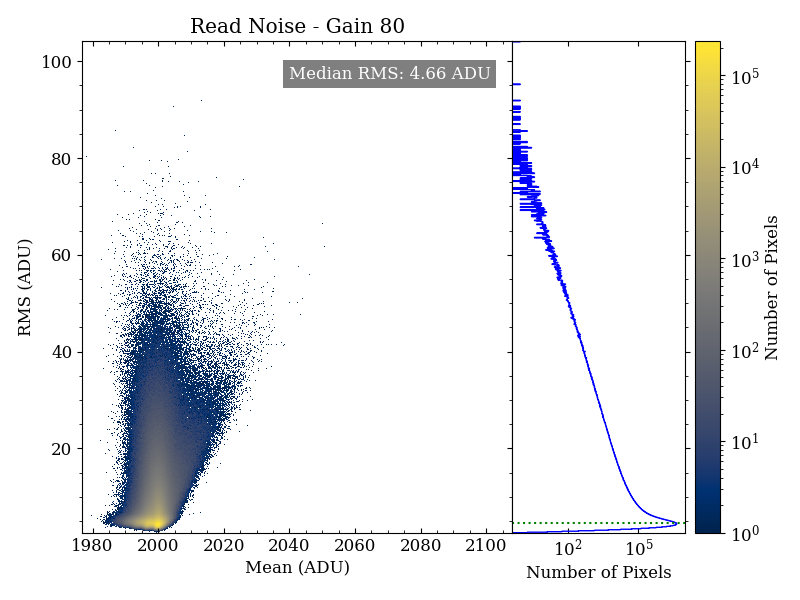 Read Noise - Gain 80
Median RMS: 4.66 ADU
RMS (ADU)
100
80
60
40
20
1980 2000 2020 2040 2060 2080 2100
Mean (ADU)
10² 10⁵
Number of Pixels
10⁵
10⁴
10³
10²
10¹
10⁰
Number of Pixels